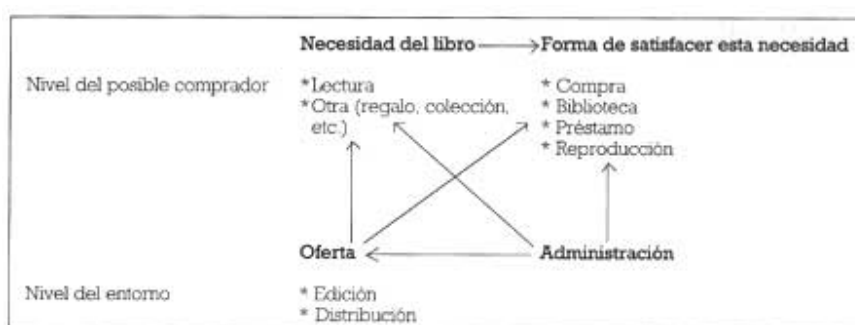 Necesidad del libro Forma de satisfacer esta necesidad
Nivel del posible comprador *Lectura * Compra
*Otra (regalo, colección, * Biblioteca
etc.) * Préstamo
* Reproducción
Oferta Administración
Nivel del entorno * Edición
* Distribución